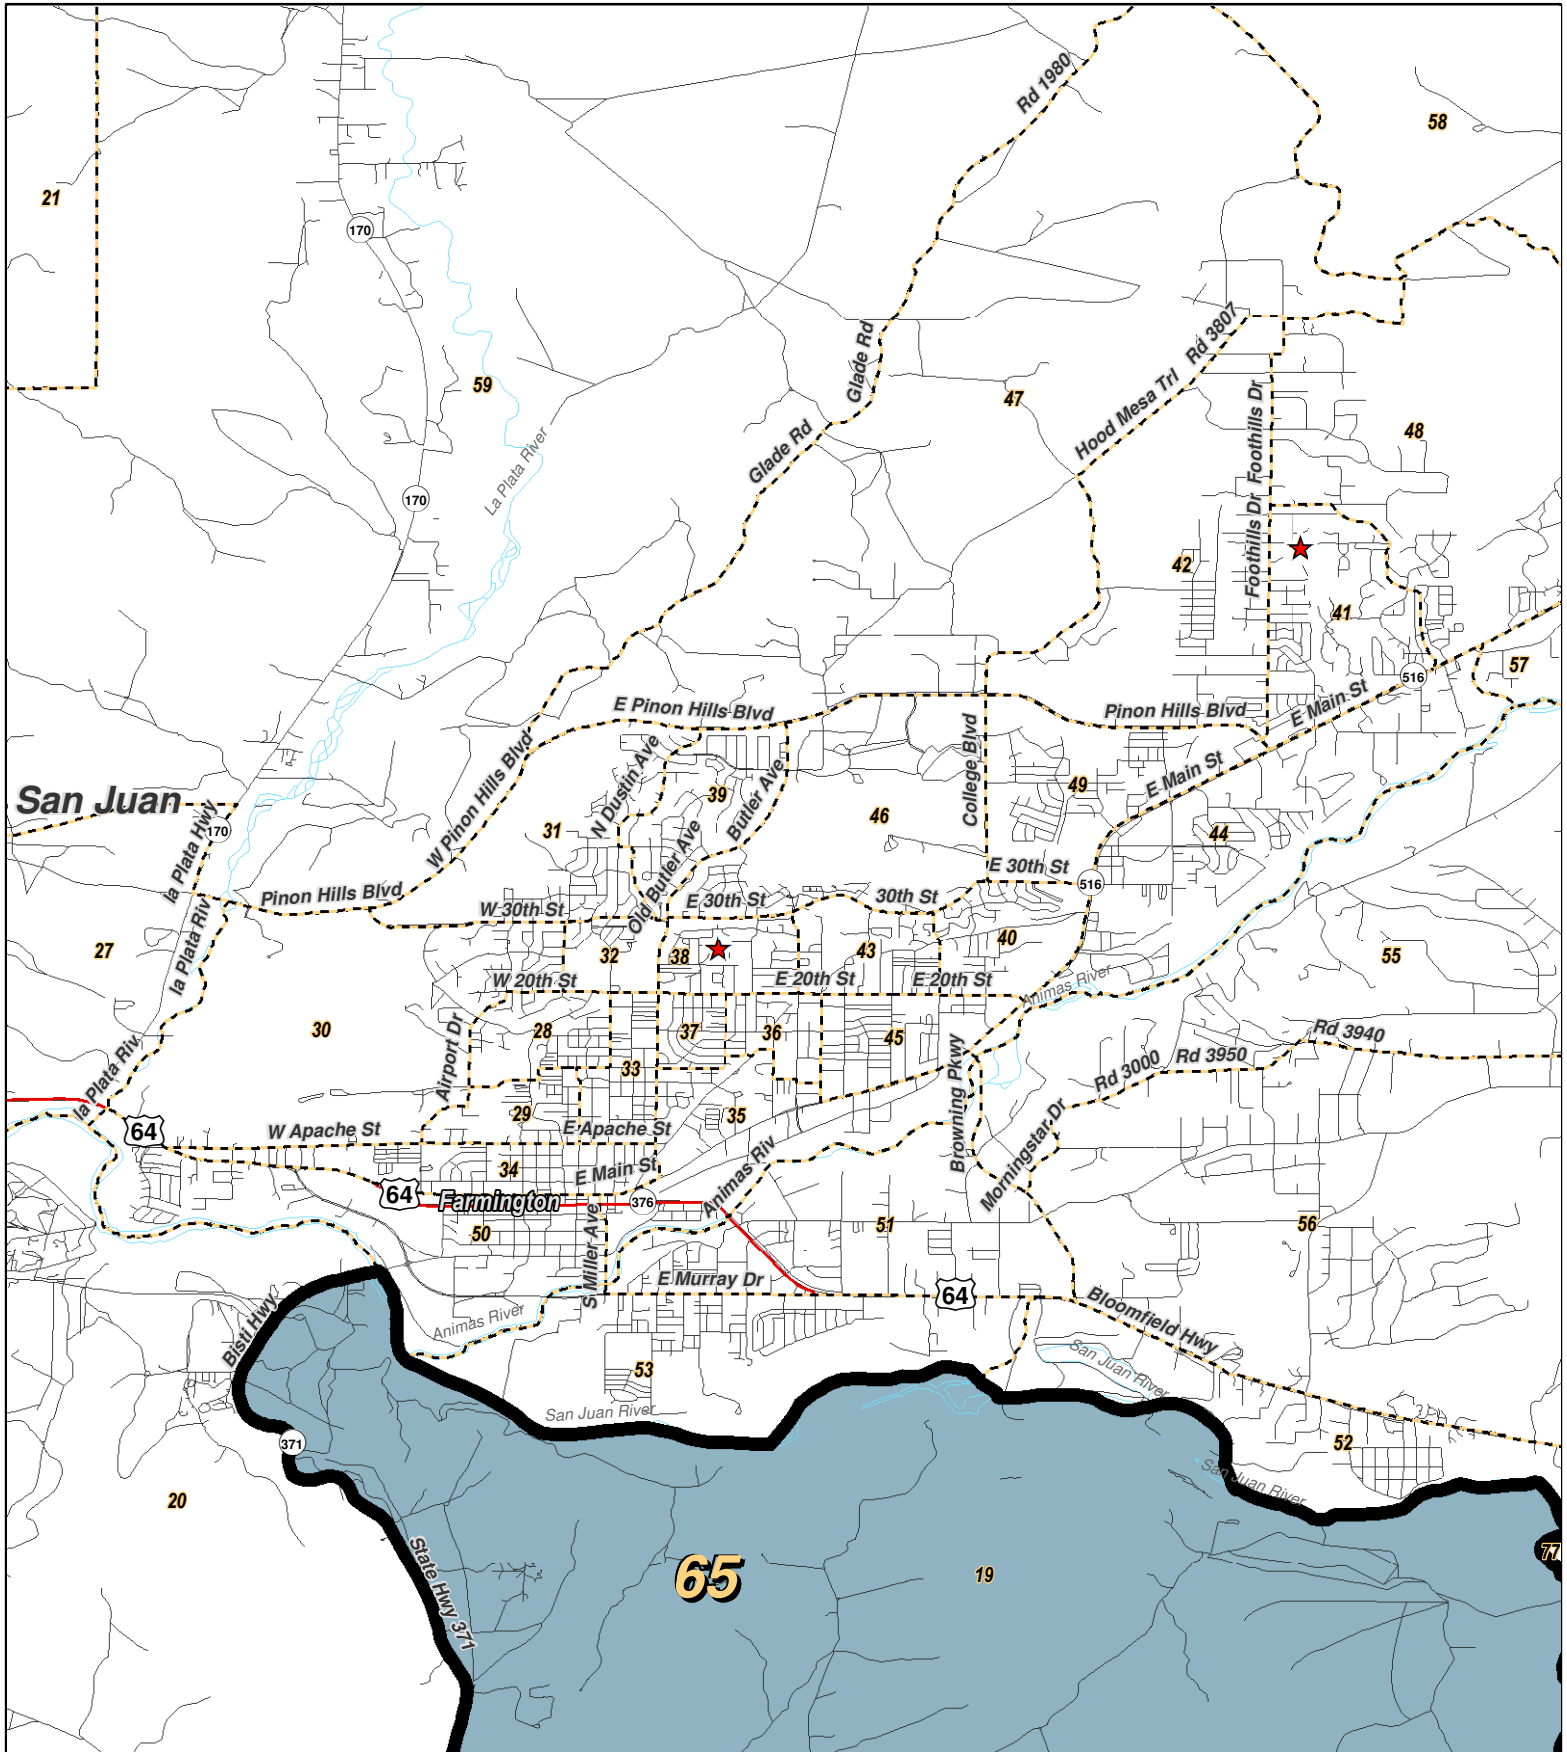 Rd 1980
58
21
170
Glade Rd
Rd 3807
59
47
Hood Mesa Trl
Foothills Dr
48
Glade Rd
La Plata River
170
Foothills Dr
42
41
57
516
E Pinon Hills Blvd
Pinon Hills Blvd
E Main St
College Blvd
W Pinon Hills Blvd
N Dustin Ave
Butler Ave
E Main St
49
San Juan
39
la Plata Hwy
170
31
46
44
Old Butler Ave
E 30th St
516
Pinon Hills Blvd
W 30th St
E 30th St
30th St
la Plata Riv
27
32
38
43
40
55
W 20th St
E 20th St
E 20th St
Animas River
30
Airport Dr
28
37
36
45
Rd 3940
la Plata Riv
33
Browning Pkwy
Rd 3000
Rd 3950
64
29
35
Morningstar Dr
W Apache St
E Apache St
34
E Main St
Animas Riv
64
Farmington
376
50
S Miller Ave
51
56
E Murray Dr
64
Bloomfield Hwy
Bisti Hwy
Animas River
53
San Juan River
San Juan River
371
52
20
San Juan River
State Hwy 371
65
19
77